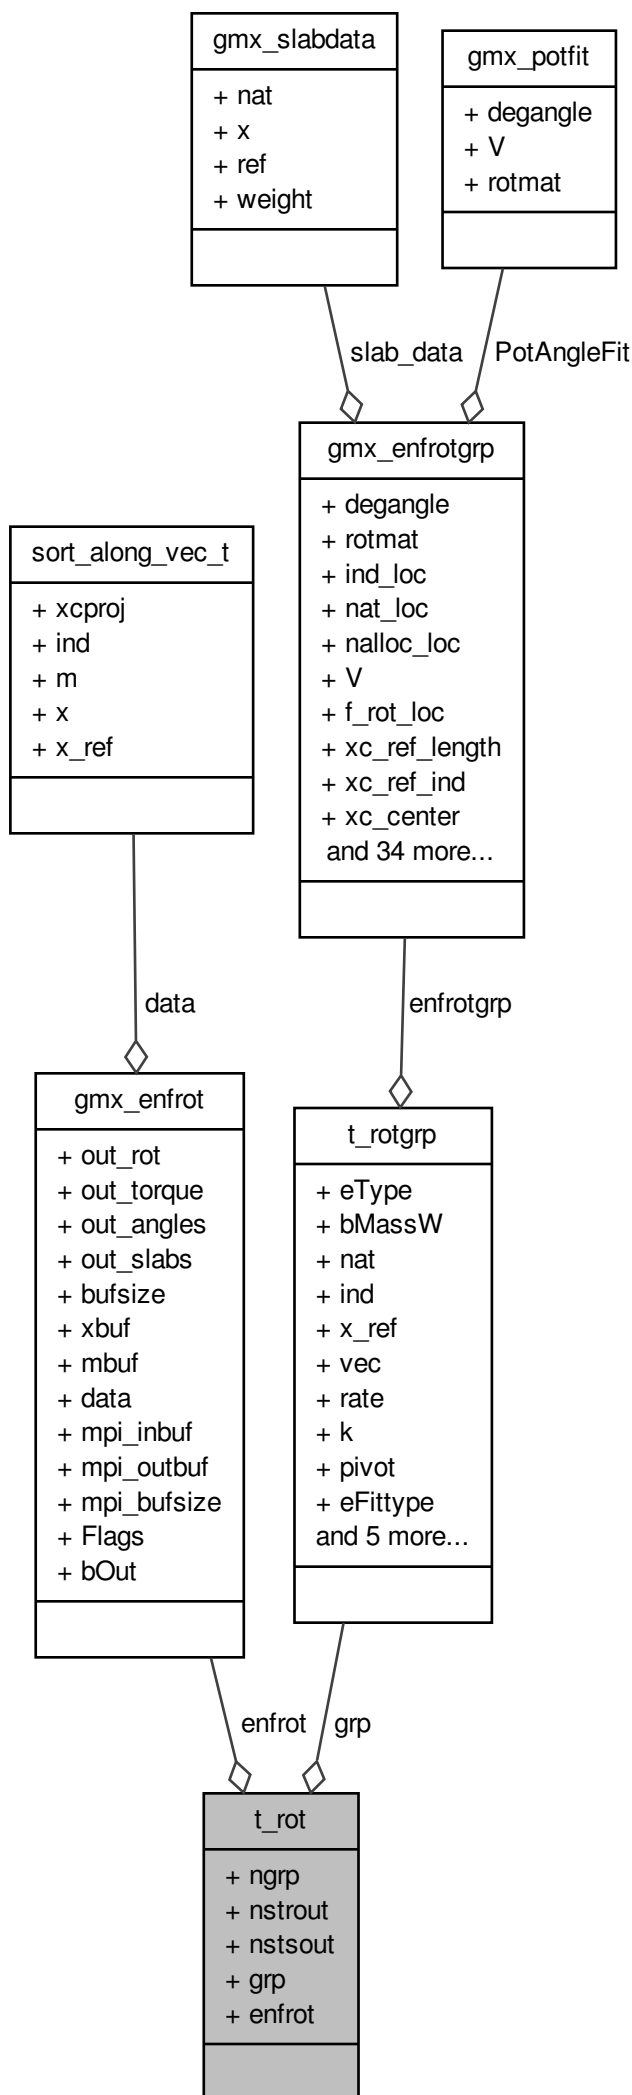 gmx_slabdata
+ nat
+ x
+ ref
+ weight
gmx_potfit
+ degangle
+ V
+ rotmat
slab_data
PotAngleFit
gmx_enfrotgrp
+ degangle
+ rotmat
+ ind_loc
+ nat_loc
+ nalloc_loc
+ V
+ f_rot_loc
+ xc_ref_length
+ xc_ref_ind
+ xc_center
and 34 more...
sort_along_vec_t
+ xcproj
+ ind
+ m
+ x
+ x_ref
data
enfrotgrp
gmx_enfrot
+ out_rot
+ out_torque
+ out_angles
+ out_slabs
+ bufsize
+ xbuf
+ mbuf
+ data
+ mpi_inbuf
+ mpi_outbuf
+ mpi_bufsize
+ Flags
+ bOut
t_rotgrp
+ eType
+ bMassW
+ nat
+ ind
+ x_ref
+ vec
+ rate
+ k
+ pivot
+ eFittype
and 5 more...
enfrot
grp
t_rot
+ ngrp
+ nstrout
+ nstsout
+ grp
+ enfrot